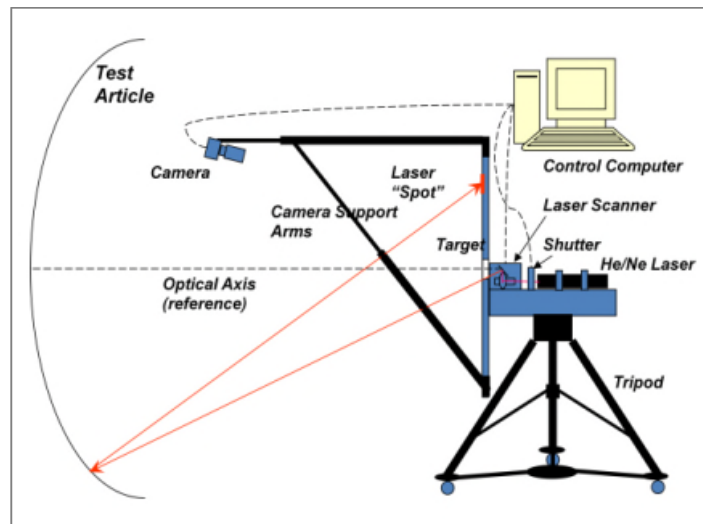 Test
Article
Camera
Laser
“Spot”
Control Computer
Camera Support
Arms
Laser Scanner
Target
Shutter
He/Ne Laser
Optical Axis
(reference)
Tripod